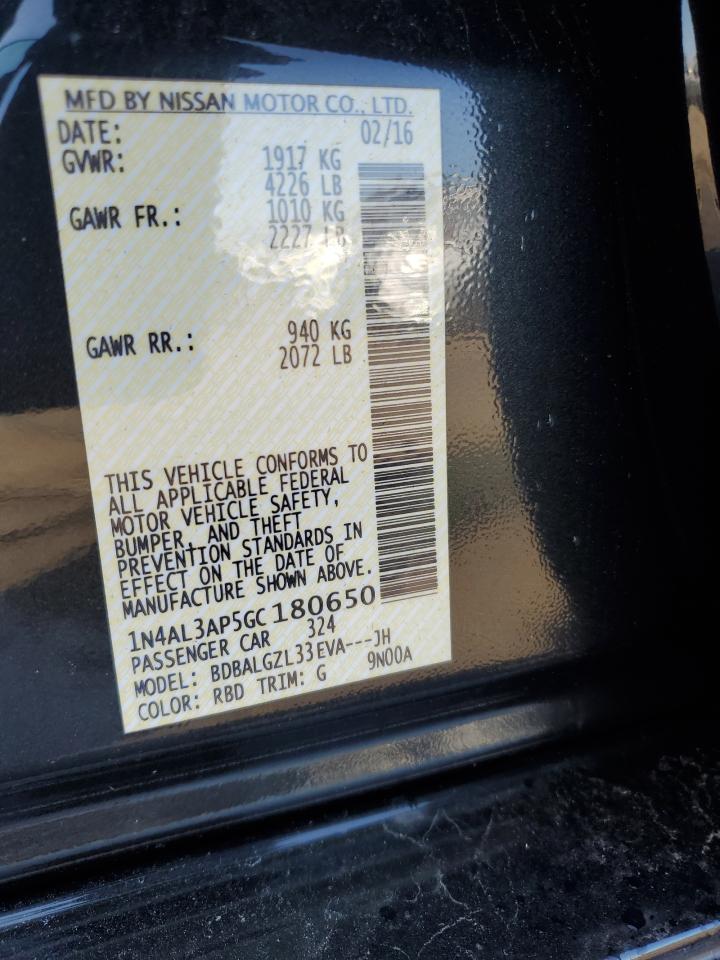 MFD BY NISSAN MOTOR CO., LTD.
DATE: 02/16
GVWR: 1917 KG
4226 LB
GAWR FR.: 1010 KG
2227 LB
GAWR RR.: 940 KG
2072 LB
THIS VEHICLE CONFORMS TO
ALL APPLICABLE FEDERAL
MOTOR VEHICLE SAFETY,
BUMPER, AND THEFT
PREVENTION STANDARDS IN
EFFECT ON THE DATE OF
MANUFACTURE SHOWN ABOVE.
1N4AL3AP5GC180650
PASSENGER CAR 324
MODEL: BDBALGZL33EVA---JH
COLOR: RBD TRIM: G 9N00A